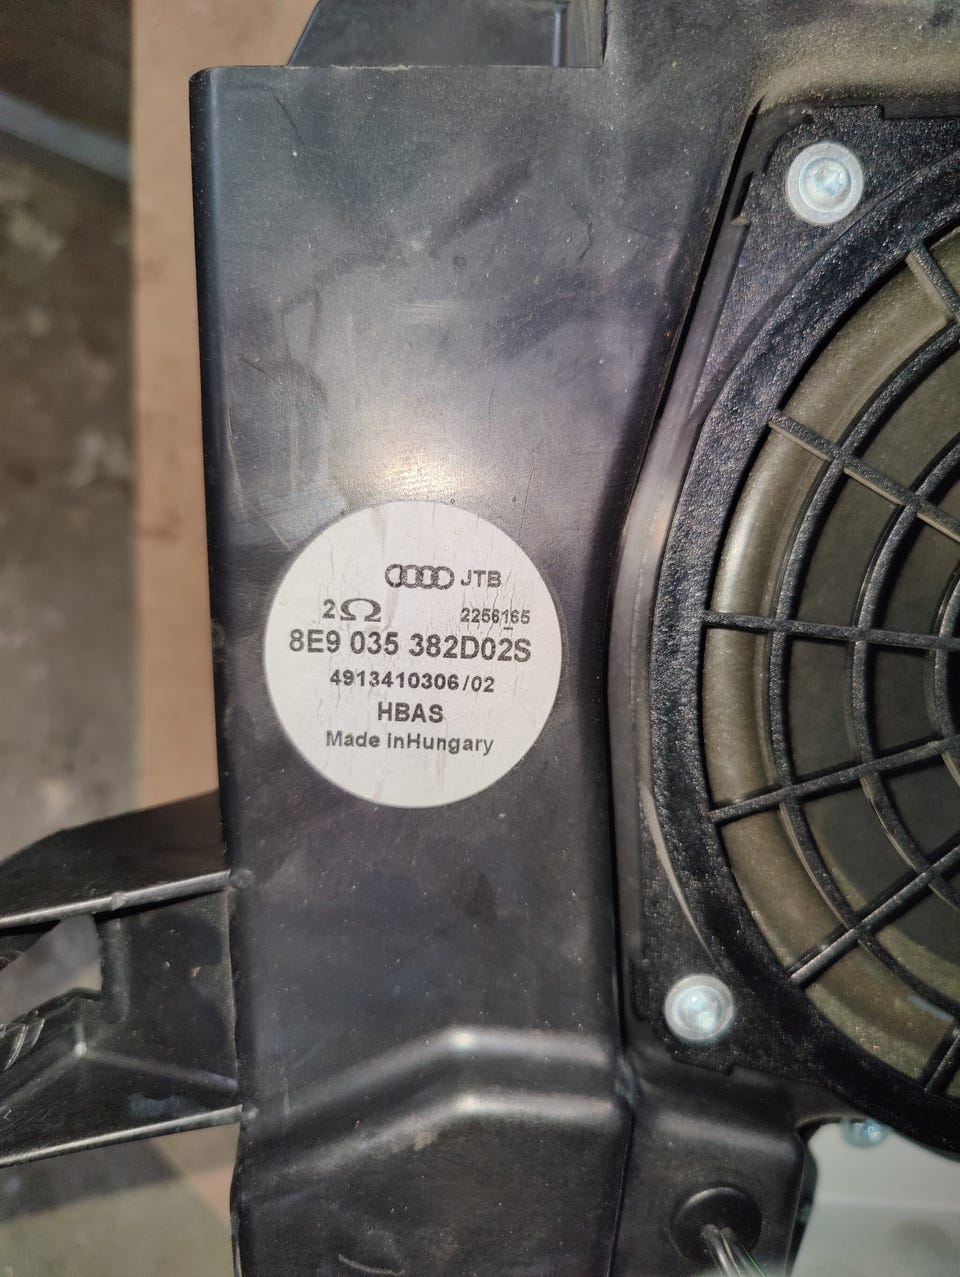 JTB
2Ω 2256165
8E9 035 382D02S
4913410306/02
HBAS
Made inHungary